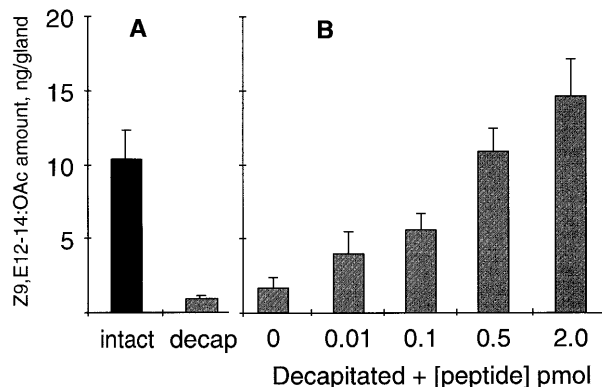 A
B
Z9,E12-14:OAc amount, ng/gland
20
15
10
5
intact decap
0 0.01 0.1 0.5 2.0
Decapitated + [peptide] pmol